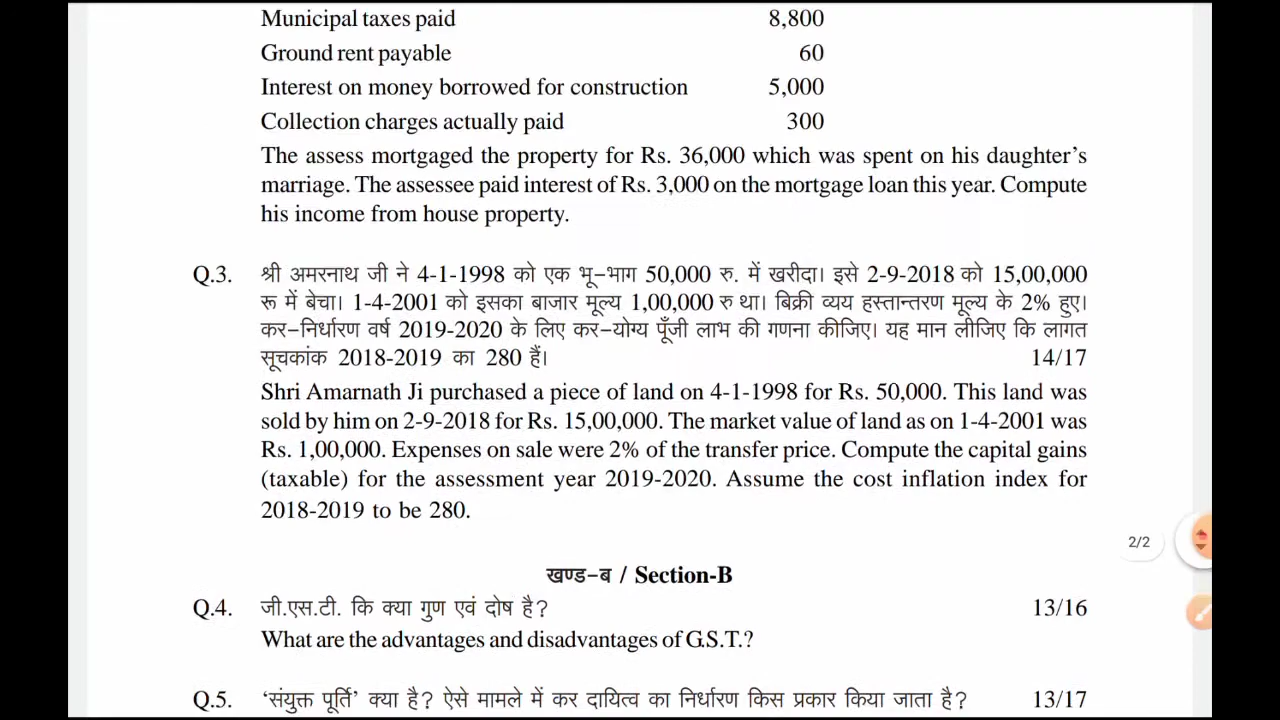 Municipal taxes paid 8,800
Ground rent payable 60
Interest on money borrowed for construction 5,000
Collection charges actually paid 300
The assess mortgaged the property for Rs. 36,000 which was spent on his daughter's
marriage. The assessee paid interest of Rs. 3,000 on the mortgage loan this year. Compute
his income from house property.
Q.3. श्री अमरनाथ जी ने 4-1-1998 को एक भू-भाग 50,000 रु. में खरीदा। इसे 2-9-2018 को 15,00,000
रू में बेचा। 1-4-2001 को इसका बाजार मूल्य 1,00,000 रु था। बिक्री व्यय हस्तान्तरण मूल्य के 2% हुए।
कर-निर्धारण वर्ष 2019-2020 के लिए कर-योग्य पूँजी लाभ की गणना कीजिए। यह मान लीजिए कि लागत
सूचकांक 2018-2019 का 280 हैं। 14/17
Shri Amarnath Ji purchased a piece of land on 4-1-1998 for Rs. 50,000. This land was
sold by him on 2-9-2018 for Rs. 15,00,000. The market value of land as on 1-4-2001 was
Rs. 1,00,000. Expenses on sale were 2% of the transfer price. Compute the capital gains
(taxable) for the assessment year 2019-2020. Assume the cost inflation index for
2018-2019 to be 280.
2/2
खण्ड-ब / Section-B
Q.4. जी.एस.टी. कि क्या गुण एवं दोष है? 13/16
What are the advantages and disadvantages of G.S.T.?
Q.5. 'संयुक्त पूर्ति' क्या है? ऐसे मामले में कर दायित्व का निर्धारण किस प्रकार किया जाता है? 13/17